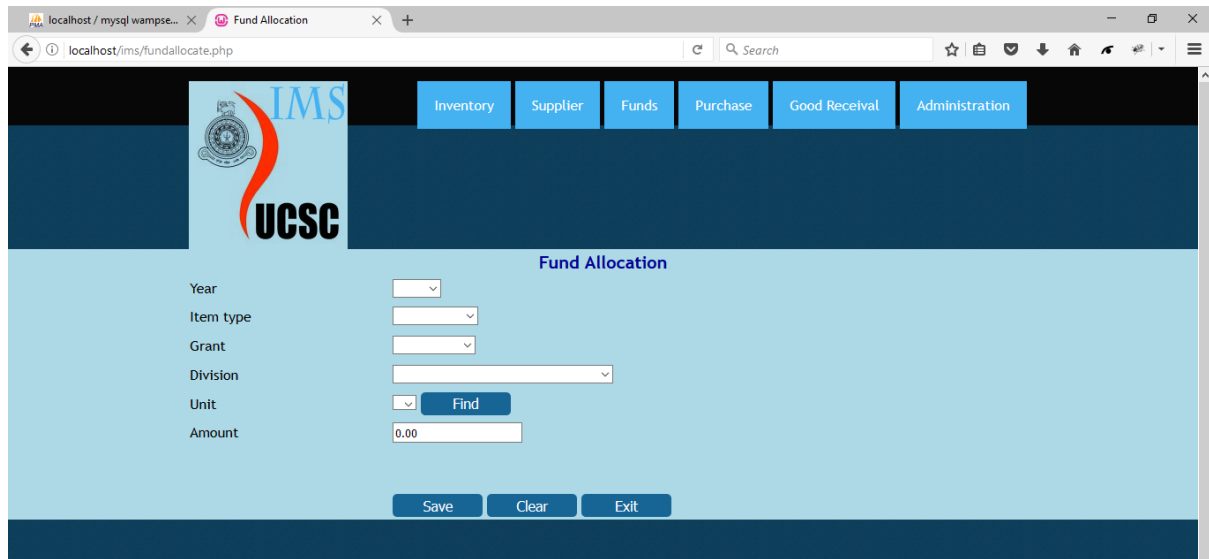 localhost / mysql wampse...
Fund Allocation
localhost/ims/fundallocate.php
Search
IMS
UCSC
Inventory Supplier Funds Purchase Good Receival Administration
Fund Allocation
Year
Item type
Grant
Division
Unit Find
Amount 0.00
Save Clear Exit